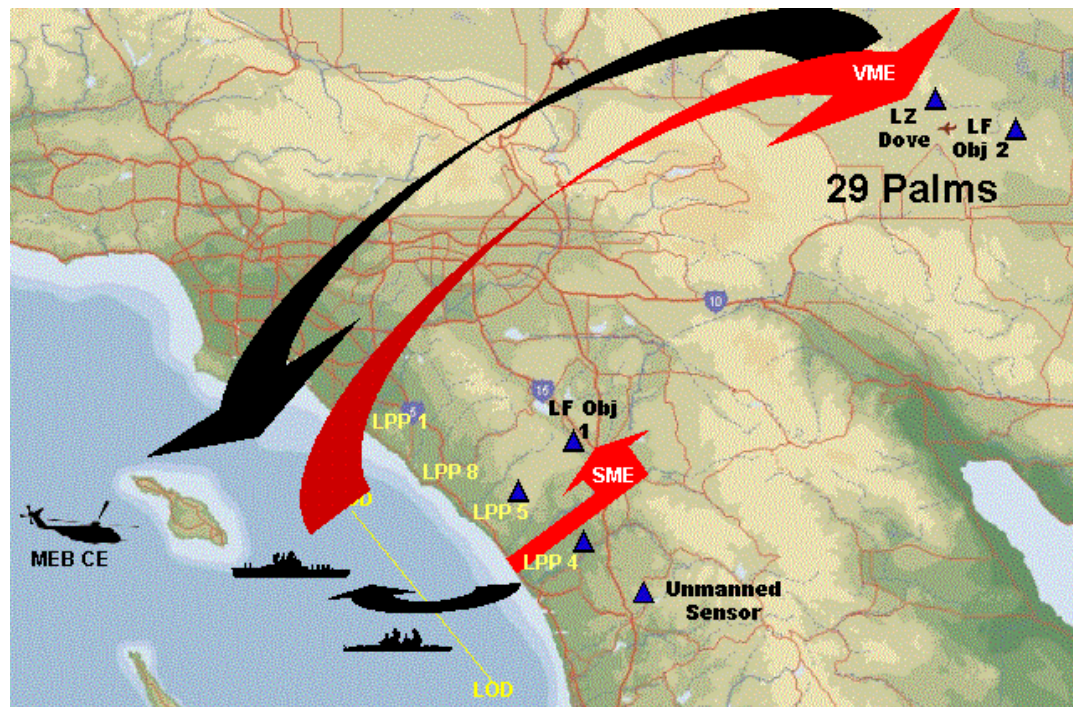 VME
LZ
Dove
LF
Obj 2
29 Palms
10
15
LF Obj
1
5
LPP 1
LPP 8
SME
LPP 5
LPP 4
MEB CE
Unmanned
Sensor
LOD